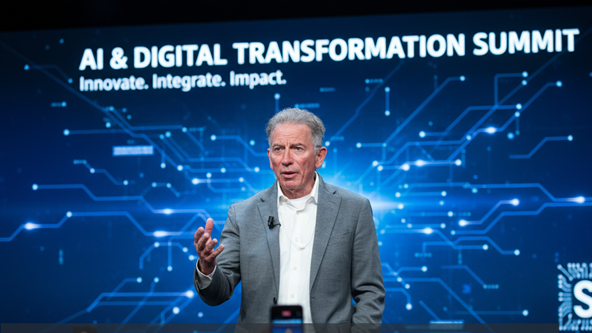 AI & DIGITAL TRANSFORMATION SUMMIT
Innovate. Integrate. Impact.
S